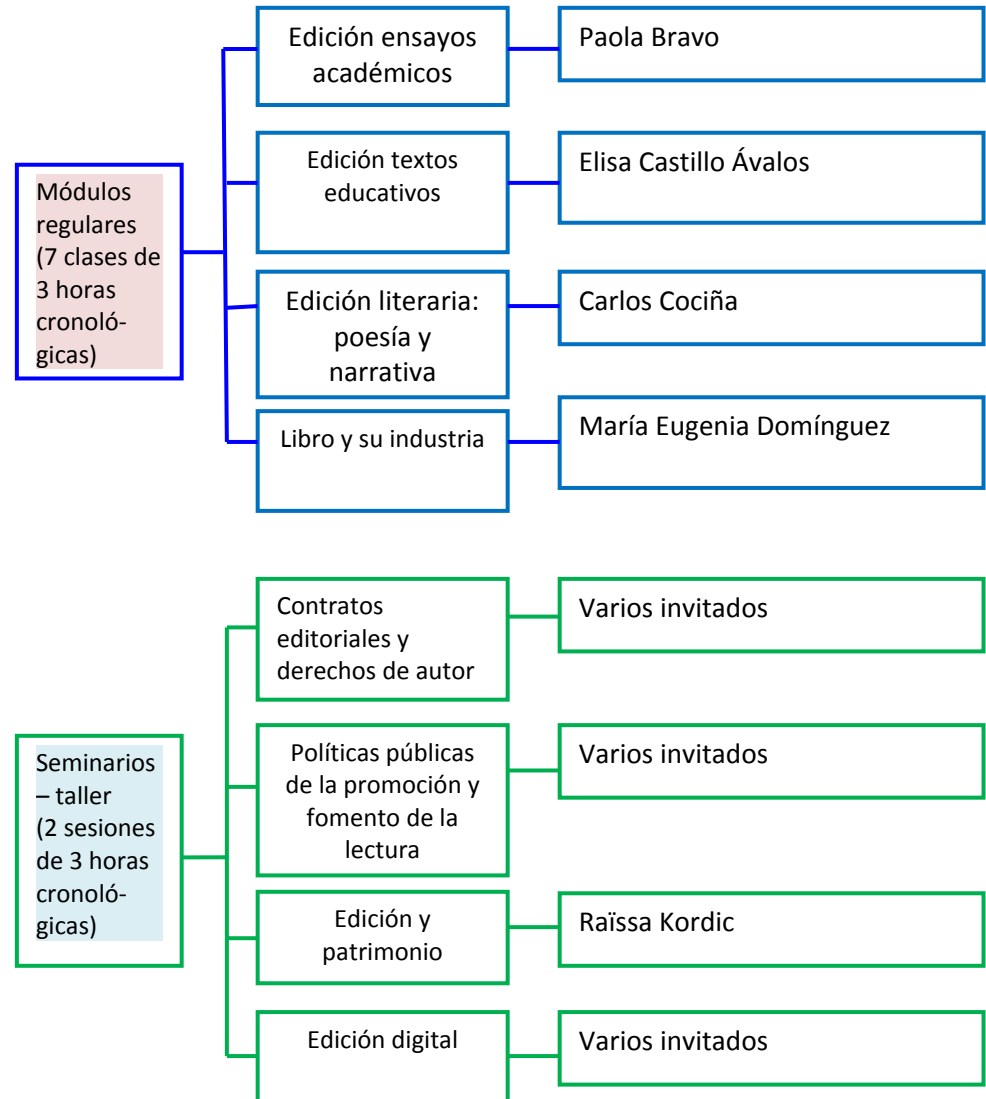 Edición ensayos
académicos
Paola Bravo
Edición textos
educativos
Elisa Castillo Ávalos
Módulos
regulares
(7 clases de
3 horas
cronoló-
gicas)
Edición literaria:
poesía y
narrativa
Carlos Cociña
Libro y su industria
María Eugenia Domínguez
Contratos
editoriales y
derechos de autor
Varios invitados
Políticas públicas
de la promoción y
fomento de la
lectura
Varios invitados
Seminarios
– taller
(2 sesiones
de 3 horas
cronoló-
gicas)
Edición y
patrimonio
Raïssa Kordic
Edición digital
Varios invitados